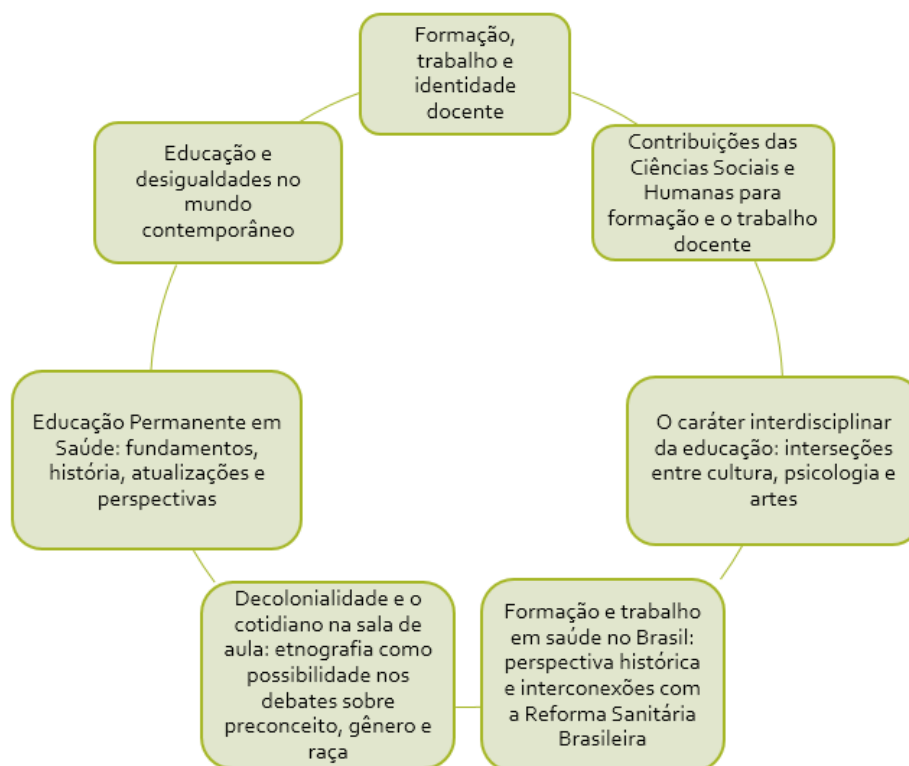 Formação,
trabalho e
identidade
docente
Contribuições das
Ciências Sociais e
Humanas para
formação e o trabalho
docente
O caráter interdisciplinar
da educação: interseções
entre cultura, psicologia e
artes
Formação e trabalho
em saúde no Brasil:
perspectiva histórica
e interconexões com
a Reforma Sanitária
Brasileira
Decolonialidade e o
cotidiano na sala de
aula: etnografia como
possibilidade nos
debates sobre
preconceito, gênero e
raça
Educação Permanente em
Saúde: fundamentos,
história, atualizações e
perspectivas
Educação e
desigualdades no
mundo
contemporâneo